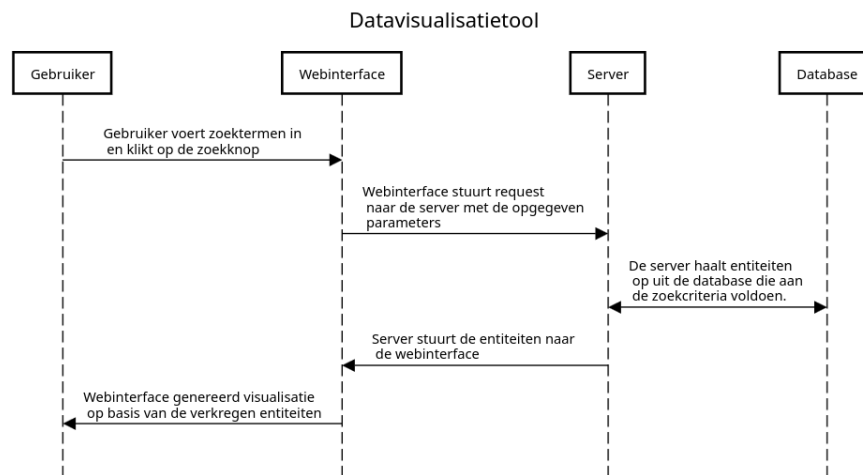 Datavisualisatietool
Gebruiker
Webinterface
Server
Database
Gebruiker voert zoektermen in
en klikt op de zoekknop
Webinterface stuurt request
naar de server met de opgegeven
parameters
De server haalt entiteiten
op uit de database die aan
de zoekcriteria voldoen.
Server stuurt de entiteiten naar
de webinterface
Webinterface genereerd visualisatie
op basis van de verkregen entiteiten